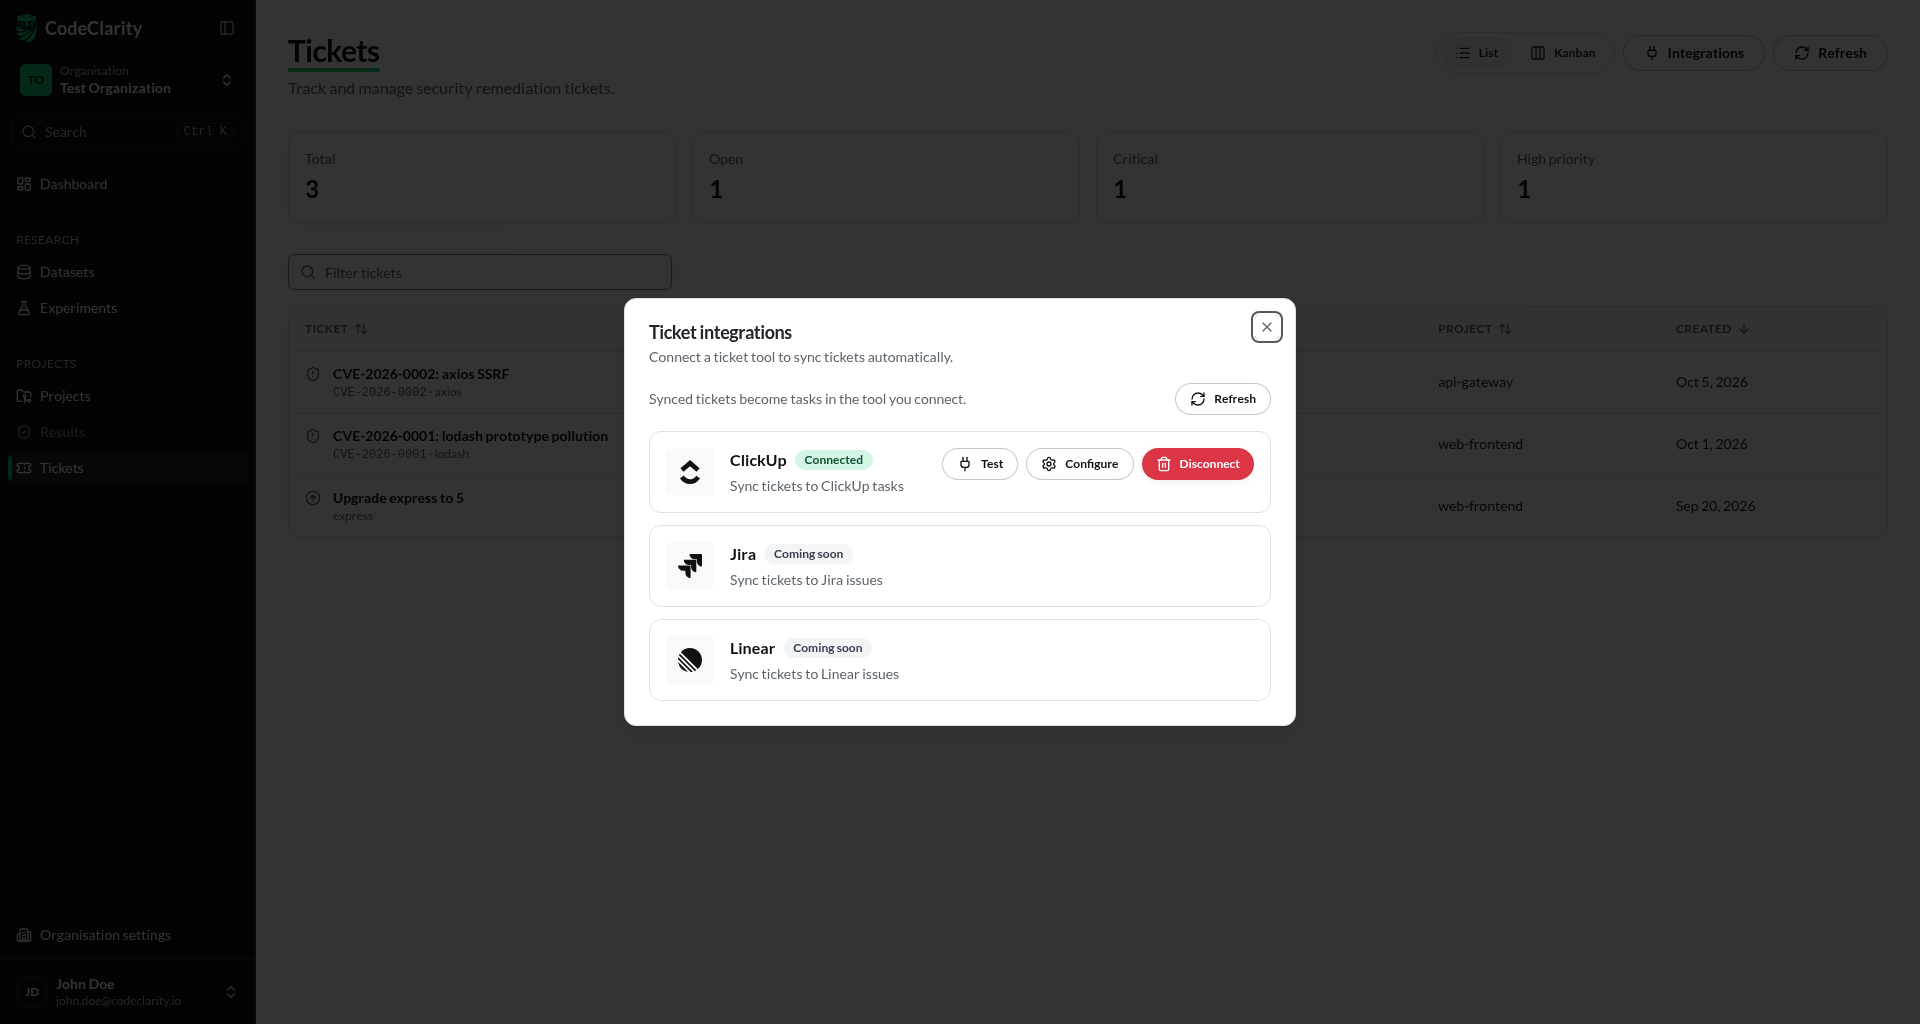 CodeClarity
TO
Organisation
Test Organization
Search
Ctrl K
Dashboard
RESEARCH
Datasets
Experiments
PROJECTS
Projects
Results
Tickets
Organisation settings
JD
John Doe
john.doe@codeclarity.io
Tickets
Track and manage security remediation tickets.
List
Kanban
Integrations
Refresh
Total
3
Open
1
Critical
1
High priority
1
Filter tickets
TICKET
PROJECT
CREATED
CVE-2026-0002: axios SSRF
CVE-2026-0002 · axios
api-gateway
Oct 5, 2026
CVE-2026-0001: lodash prototype pollution
CVE-2026-0001 · lodash
web-frontend
Oct 1, 2026
Upgrade express to 5
express
web-frontend
Sep 20, 2026
Ticket integrations
Connect a ticket tool to sync tickets automatically.
Synced tickets become tasks in the tool you connect.
Refresh
ClickUp
Connected
Sync tickets to ClickUp tasks
Test
Configure
Disconnect
Jira
Coming soon
Sync tickets to Jira issues
Linear
Coming soon
Sync tickets to Linear issues